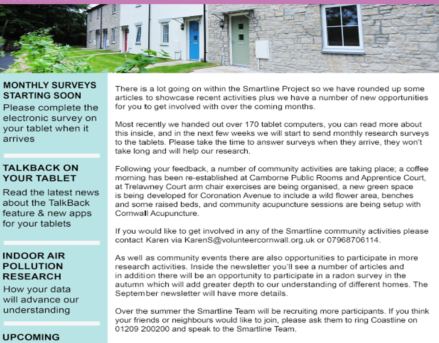 MONTHLY SURVEYS
STARTING SOON
Please complete the
electronic survey on
your tablet when it
arrives
TALKBACK ON
YOUR TABLET
Read the latest news
about the TalkBack
feature & new apps
for your tablets
INDOOR AIR
POLLUTION
RESEARCH
How your data
will advance our
understanding
UPCOMING
There is a lot going on within the Smartline Project so we have rounded up some
articles to showcase recent activities plus we have a number of new opportunities
for you to get involved with over the coming months.
Most recently we handed out over 170 tablet computers, you can read more about
this inside, and in the next few weeks we will start to send monthly research surveys
to the tablets. Please take the time to answer surveys when they arrive, they won't
take long and will help our research.
Following your feedback, a number of community activities are taking place; a coffee
morning has been re-established at Camborne Public Rooms and Apprentice Court,
at Trelawney Court arm chair exercises are being organised, a new green space
is being developed for Coronation Avenue to include a wild flower area, benches
and some raised beds, and community acupuncture sessions are being setup with
Cornwall Acupuncture.
If you would like to get involved in any of the Smartline community activities please
contact Karen via KarenS@volunteercornwall.org.uk or 07968706114.
As well as community events there are also opportunities to participate in more
research activities. Inside the newsletter you'll see a number of articles and
in addition there will be an opportunity to participate in a radon survey in the
autumn which will add greater depth to our understanding of different homes. The
September newsletter will have more details.
Over the summer the Smartline Team will be recruiting more participants. If you think
your friends or neighbours would like to join, please ask them to ring Coastline on
01209 200200 and speak to the Smartline Team.